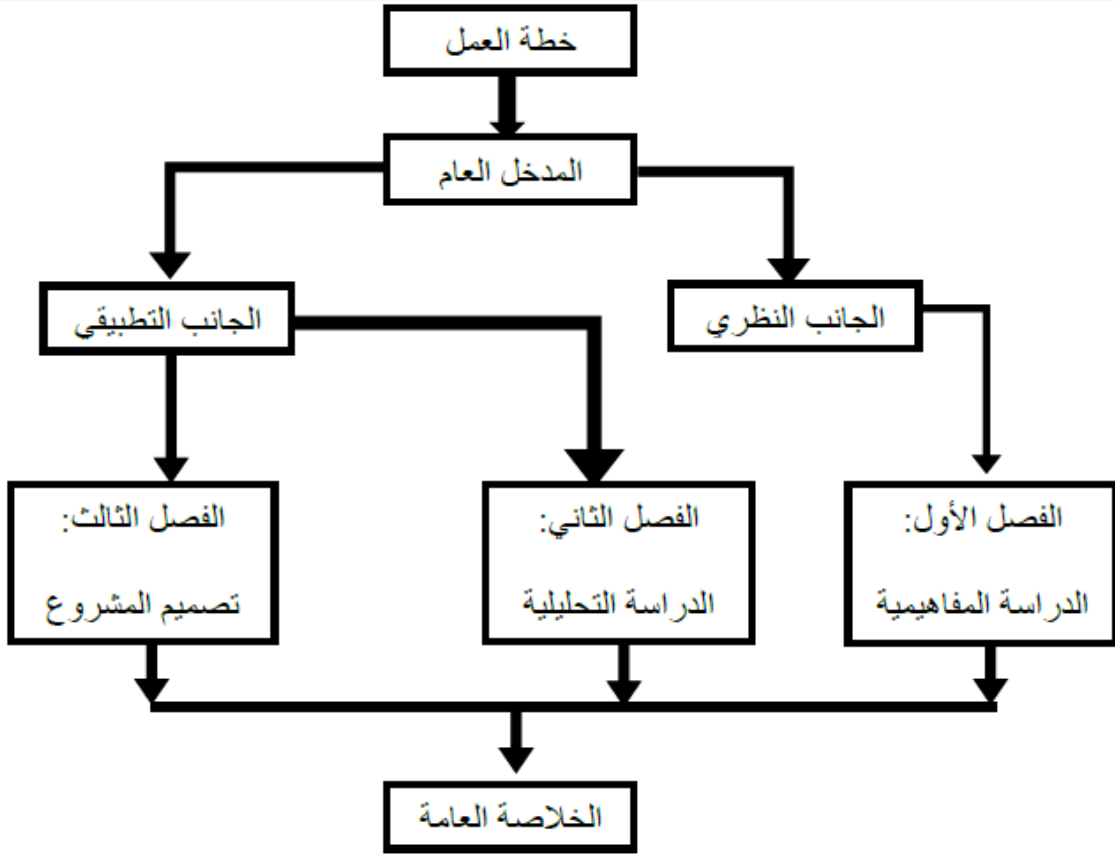 خطة العمل
المدخل العام
الجانب النظري
الجانب التطبيقي
الفصل الأول:
الدراسة المفاهيمية
الفصل الثاني:
الدراسة التحليلية
الفصل الثالث:
تصميم المشروع
الخلاصة العامة